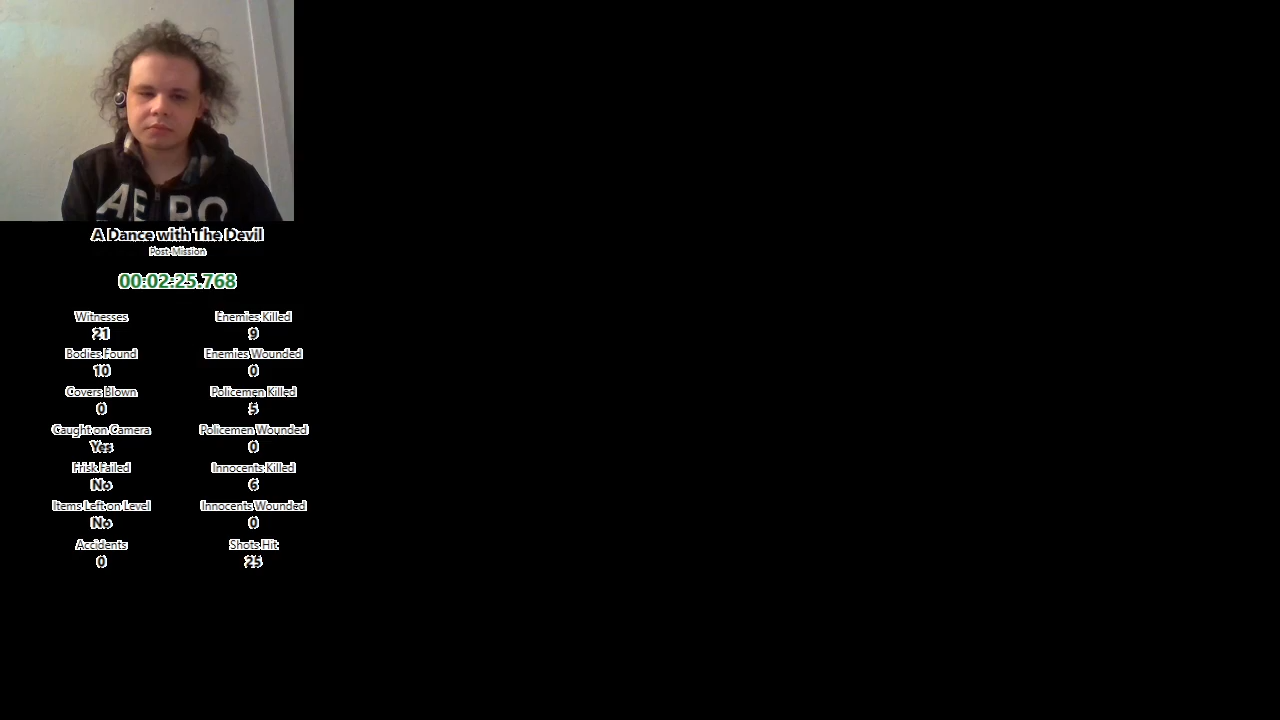 AERO
A Dance with The Devil
Post-Mission
00:02:25.768
Witnesses Enemies Killed
21 9
Bodies Found Enemies Wounded
10 0
Covers Blown Policemen Killed
0 5
Caught on Camera Policemen Wounded
Yes 0
Frisk Failed Innocents Killed
No 6
Items Left on Level Innocents Wounded
No 0
Accidents Shots Hit
0 25